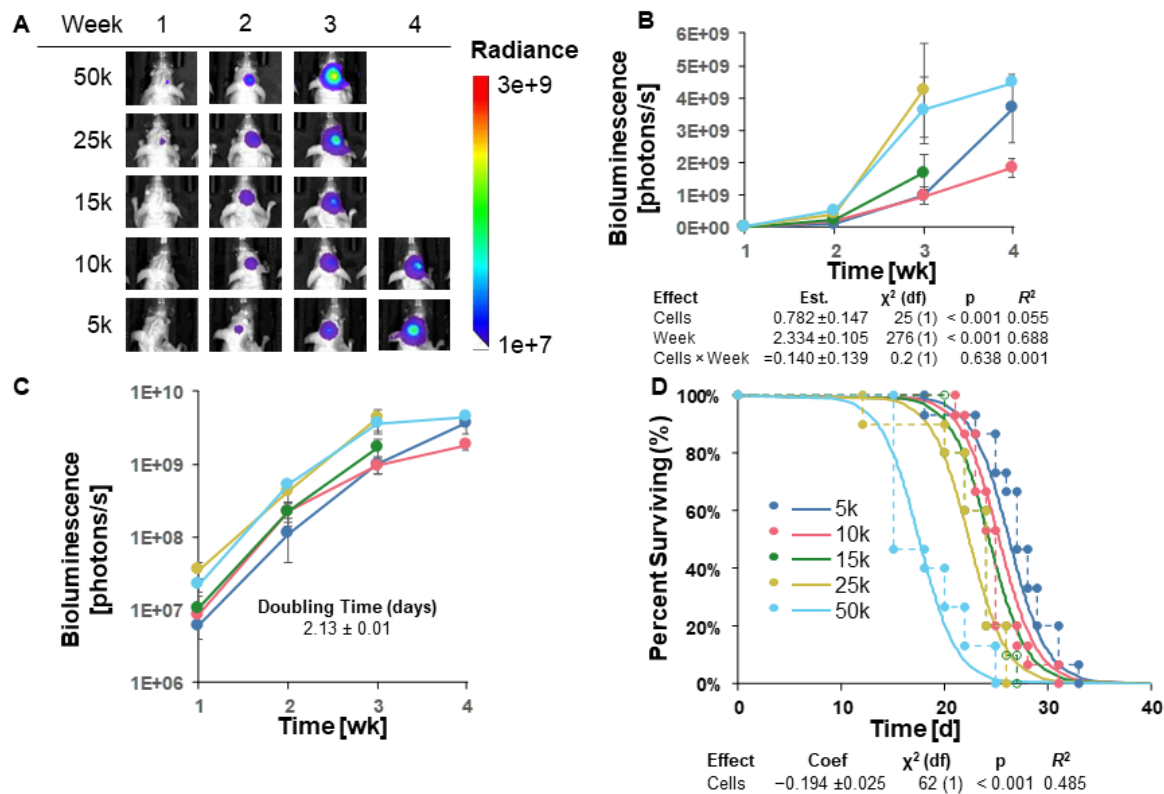 A
Week 1 2 3 4
50k
25k
15k
10k
5k
Radiance
3e+9
1e+7
B
Bioluminescence
[photons/s]
6E+09
5E+09
4E+09
3E+09
2E+09
1E+09
0E+00
1 2 3 4
Time [wk]
Effect Est. χ² (df) p R²
Cells 0.782 ±0.147 25 (1) < 0.001 0.055
Week 2.334 ±0.105 276 (1) < 0.001 0.688
Cells × Week =0.140 ±0.139 0.2 (1) 0.638 0.001
C
Bioluminescence
[photons/s]
1E+10
1E+09
1E+08
1E+07
1E+06
Doubling Time (days)
2.13 ± 0.01
1 2 3 4
Time [wk]
D
Percent Surviving (%)
100%
80%
60%
40%
20%
0%
5k
10k
15k
25k
50k
0 10 20 30 40
Time [d]
Effect Coef χ² (df) p R²
Cells −0.194 ±0.025 62 (1) < 0.001 0.485